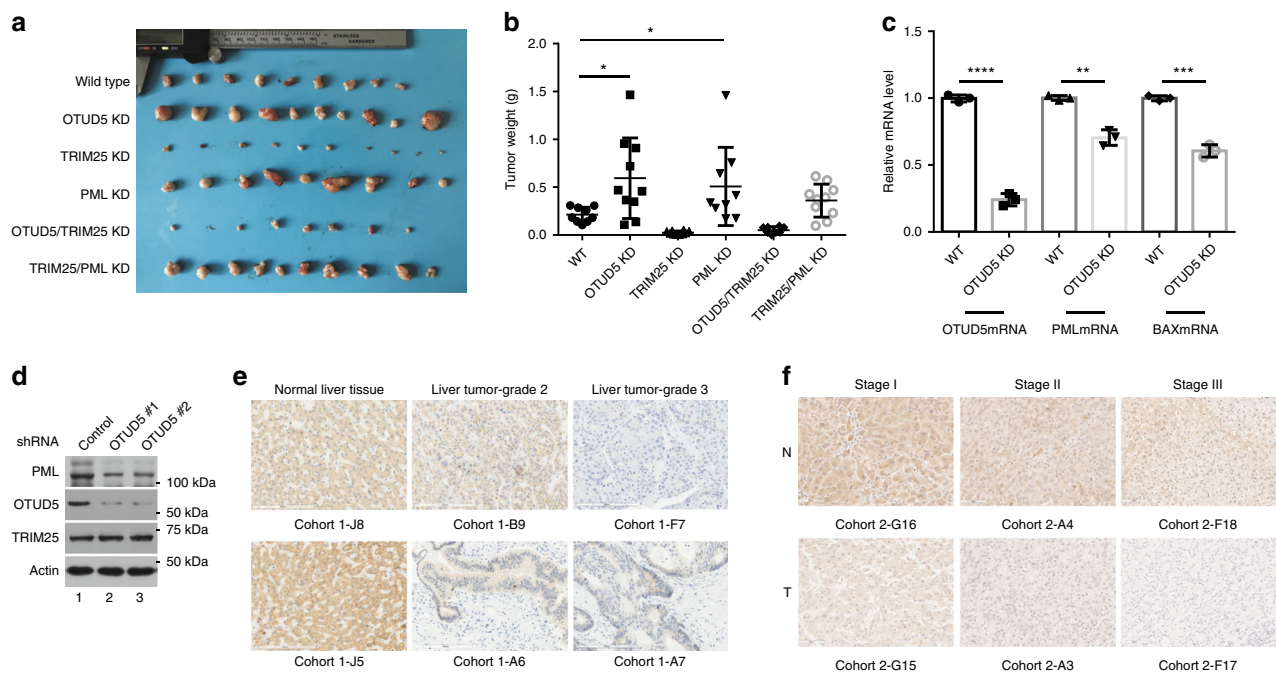 a
STAINLESS
HARDENED
Wild type
OTUD5 KD
TRIM25 KD
PML KD
OTUD5/TRIM25 KD
TRIM25/PML KD
b
Tumor weight (g)
2.0
1.5
1.0
0.5
0.0
*
*
WT
OTUD5 KD
TRIM25 KD
PML KD
OTUD5/TRIM25 KD
TRIM25/PML KD
c
Relative mRNA level
1.5
1.0
0.5
0.0
**** ** ***
WT
OTUD5 KD
WT
OTUD5 KD
WT
OTUD5 KD
OTUD5mRNA PMLmRNA BAXmRNA
d
shRNA
Control
OTUD5 #1
OTUD5 #2
PML
100 kDa
OTUD5
50 kDa
75 kDa
TRIM25
50 kDa
Actin
1 2 3
e
Normal liver tissue Liver tumor-grade 2 Liver tumor-grade 3
Cohort 1-J8 Cohort 1-B9 Cohort 1-F7
Cohort 1-J5 Cohort 1-A6 Cohort 1-A7
f
Stage I Stage II Stage III
N
Cohort 2-G16 Cohort 2-A4 Cohort 2-F18
T
Cohort 2-G15 Cohort 2-A3 Cohort 2-F17